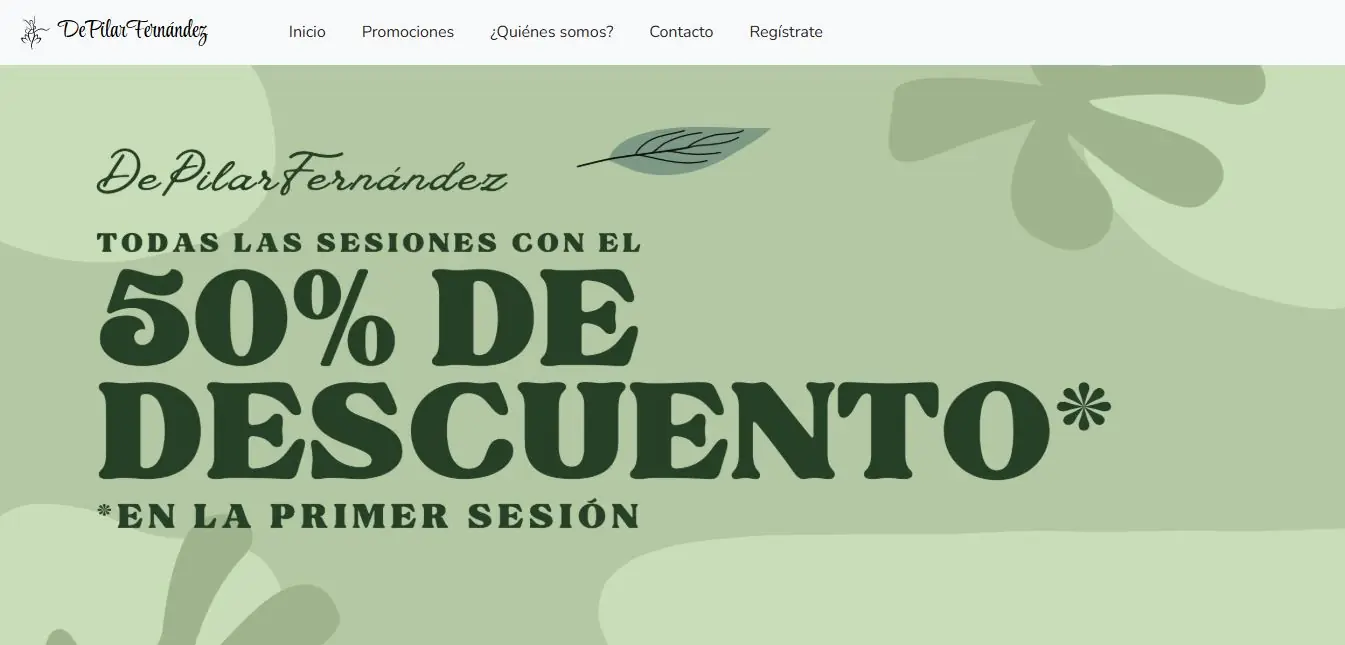 DePilarFernández
Inicio Promociones ¿Quiénes somos? Contacto Regístrate
DePilarFernández
TODAS LAS SESIONES CON EL
50% DE
DESCUENTO*
*EN LA PRIMER SESIÓN